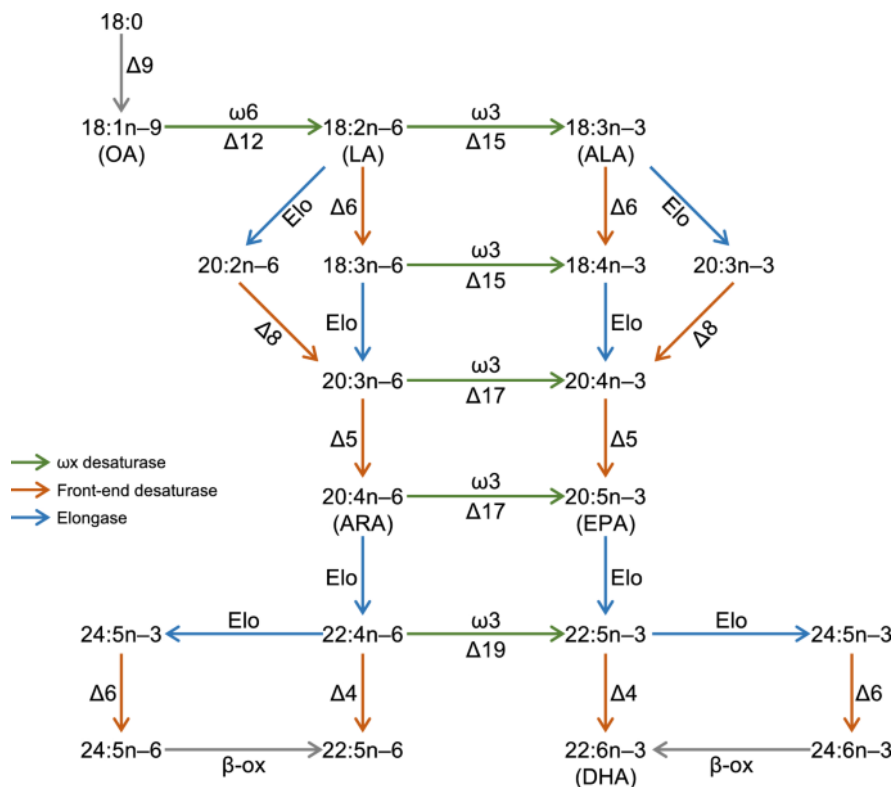 18:0
Δ9
18:1n–9 ω6 18:2n–6 ω3 18:3n–3
(OA) Δ12 (LA) Δ15 (ALA)
Elo Δ6 Δ6 Elo
20:2n–6 18:3n–6 ω3 18:4n–3 20:3n–3
Δ15
Δ8 Elo Elo Δ8
20:3n–6 ω3 20:4n–3
Δ17
Δ5 Δ5
ωx desaturase
Front-end desaturase
Elongase
20:4n–6 ω3 20:5n–3
(ARA) Δ17 (EPA)
Elo Elo
24:5n–3 Elo 22:4n–6 ω3 22:5n–3 Elo 24:5n–3
Δ19
Δ6 Δ4 Δ4 Δ6
24:5n–6 β-ox 22:5n–6 22:6n–3 β-ox 24:6n–3
(DHA)